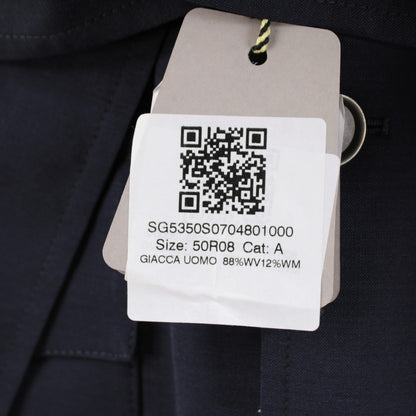 SG5350S0704801000
Size: 50R08 Cat: A
GIACCA UOMO 88%WV12%WM